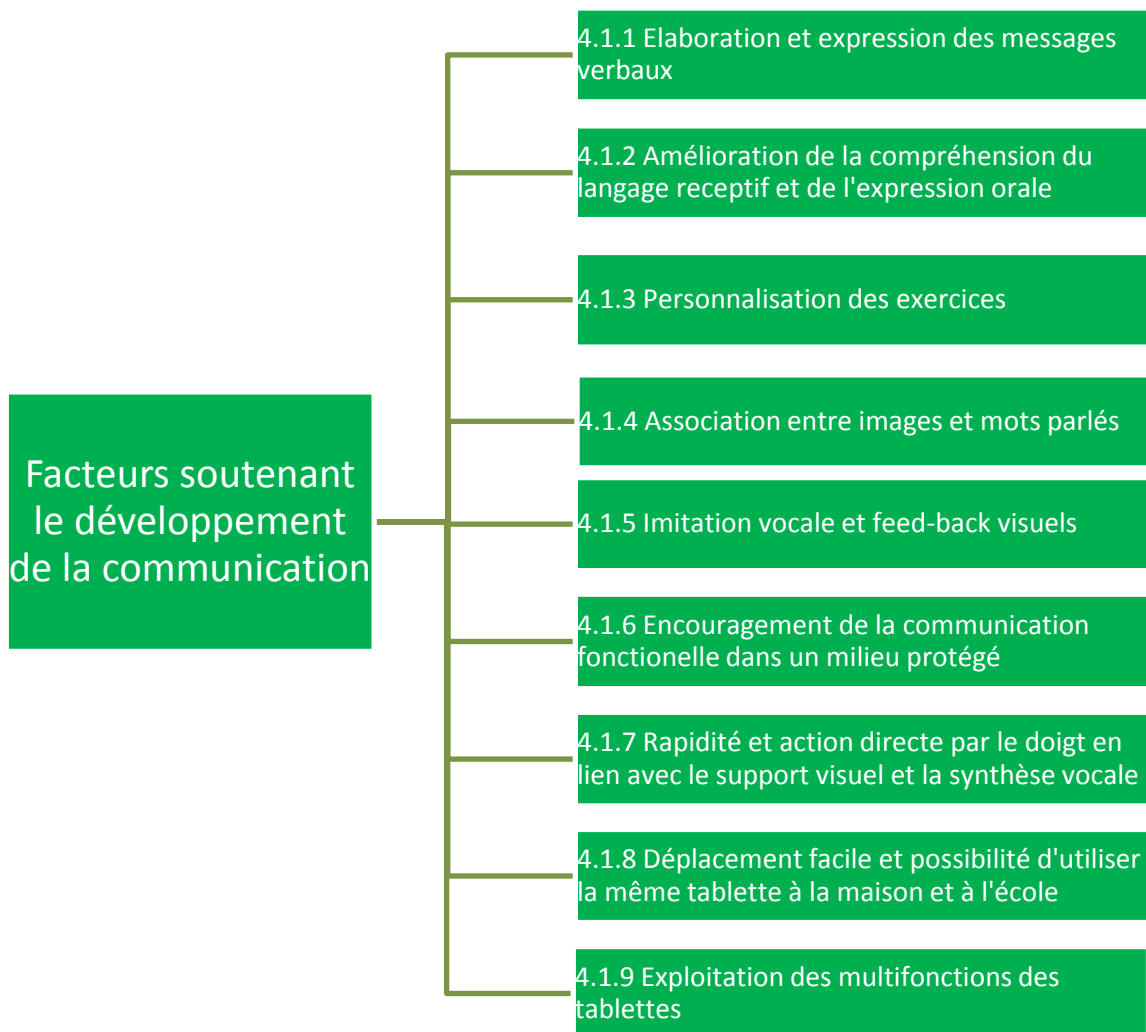 Facteurs soutenant
le développement
de la communication
4.1.1 Elaboration et expression des messages
verbaux
4.1.2 Amélioration de la compréhension du
langage receptif et de l'expression orale
4.1.3 Personnalisation des exercices
4.1.4 Association entre images et mots parlés
4.1.5 Imitation vocale et feed-back visuels
4.1.6 Encouragement de la communication
fonctionelle dans un milieu protégé
4.1.7 Rapidité et action directe par le doigt en
lien avec le support visuel et la synthèse vocale
4.1.8 Déplacement facile et possibilité d'utiliser
la même tablette à la maison et à l'école
4.1.9 Exploitation des multifonctions des
tablettes